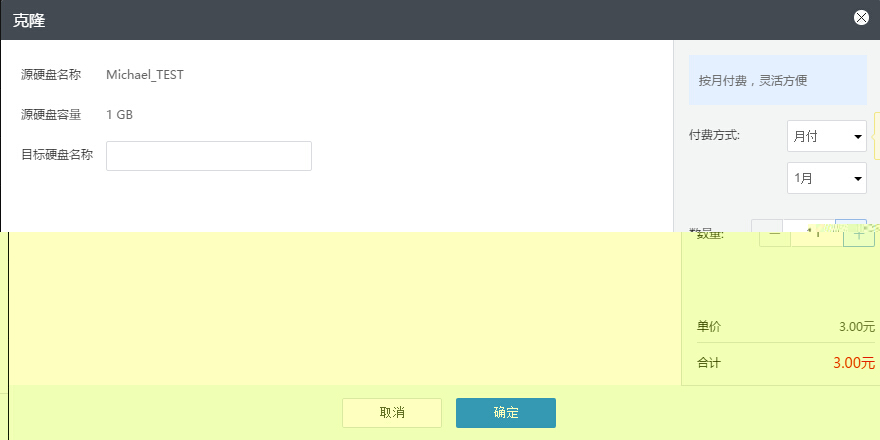 克隆
源硬盘名称 Michael_TEST
源硬盘容量 1 GB
目标硬盘名称
按月付费，灵活方便
付费方式: 月付
1月
数量:
单价 3.00元
合计 3.00元
取消 确定